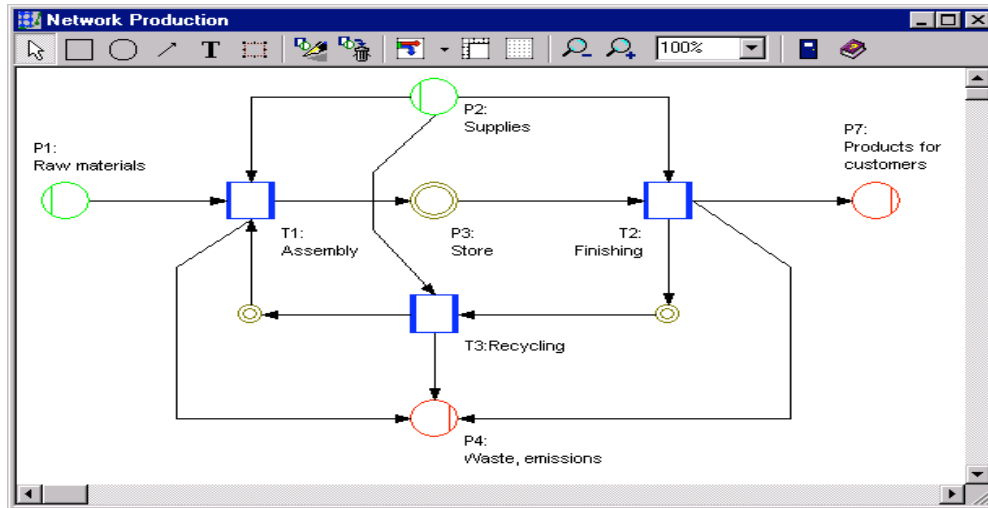 Network Production
T
100%
P2:
Supplies
P1:
Raw materials
P7:
Products for
customers
T1:
Assembly
P3:
Store
T2:
Finishing
T3:Recycling
P4:
Waste, emissions